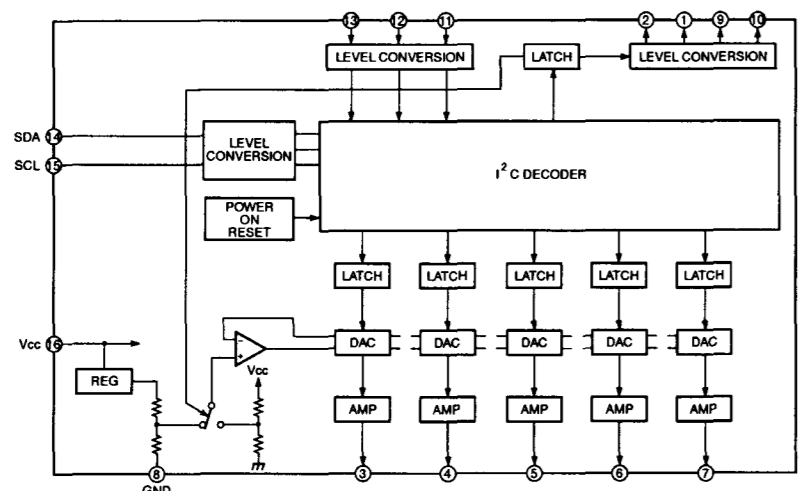 13 12 11 2 1 9 10
LEVEL CONVERSION LATCH LEVEL CONVERSION
SDA 14 LEVEL
CONVERSION
SCL 15
I²C DECODER
POWER
ON
RESET
LATCH LATCH LATCH LATCH LATCH
Vcc 16 - + DAC DAC DAC DAC DAC
REG Vcc
AMP AMP AMP AMP AMP
8 3 4 5 6 7
GND